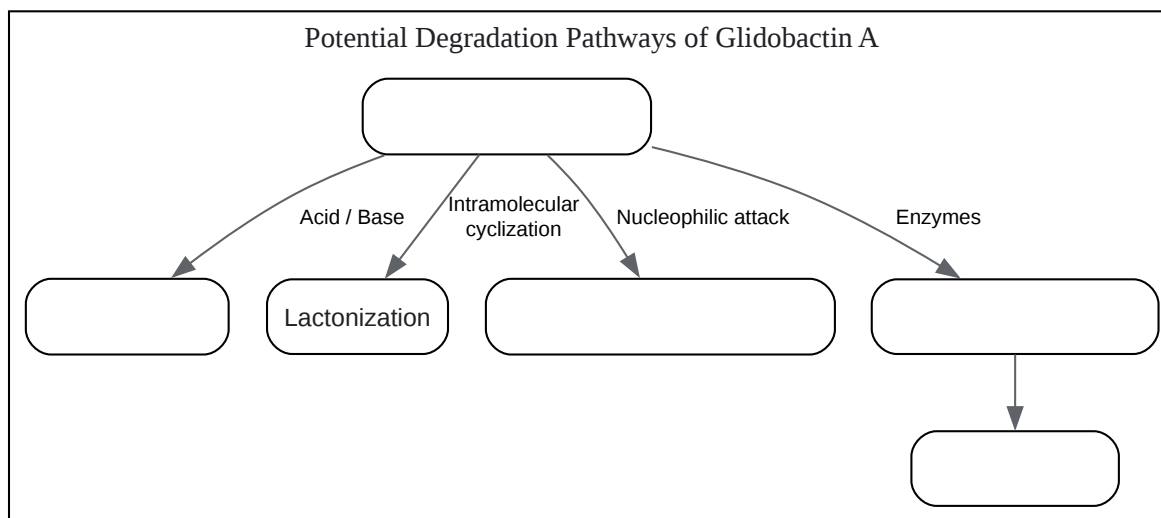 Potential Degradation Pathways of Glidobactin A
Acid / Base
Intramolecular
cyclization
Nucleophilic attack
Enzymes
Lactonization